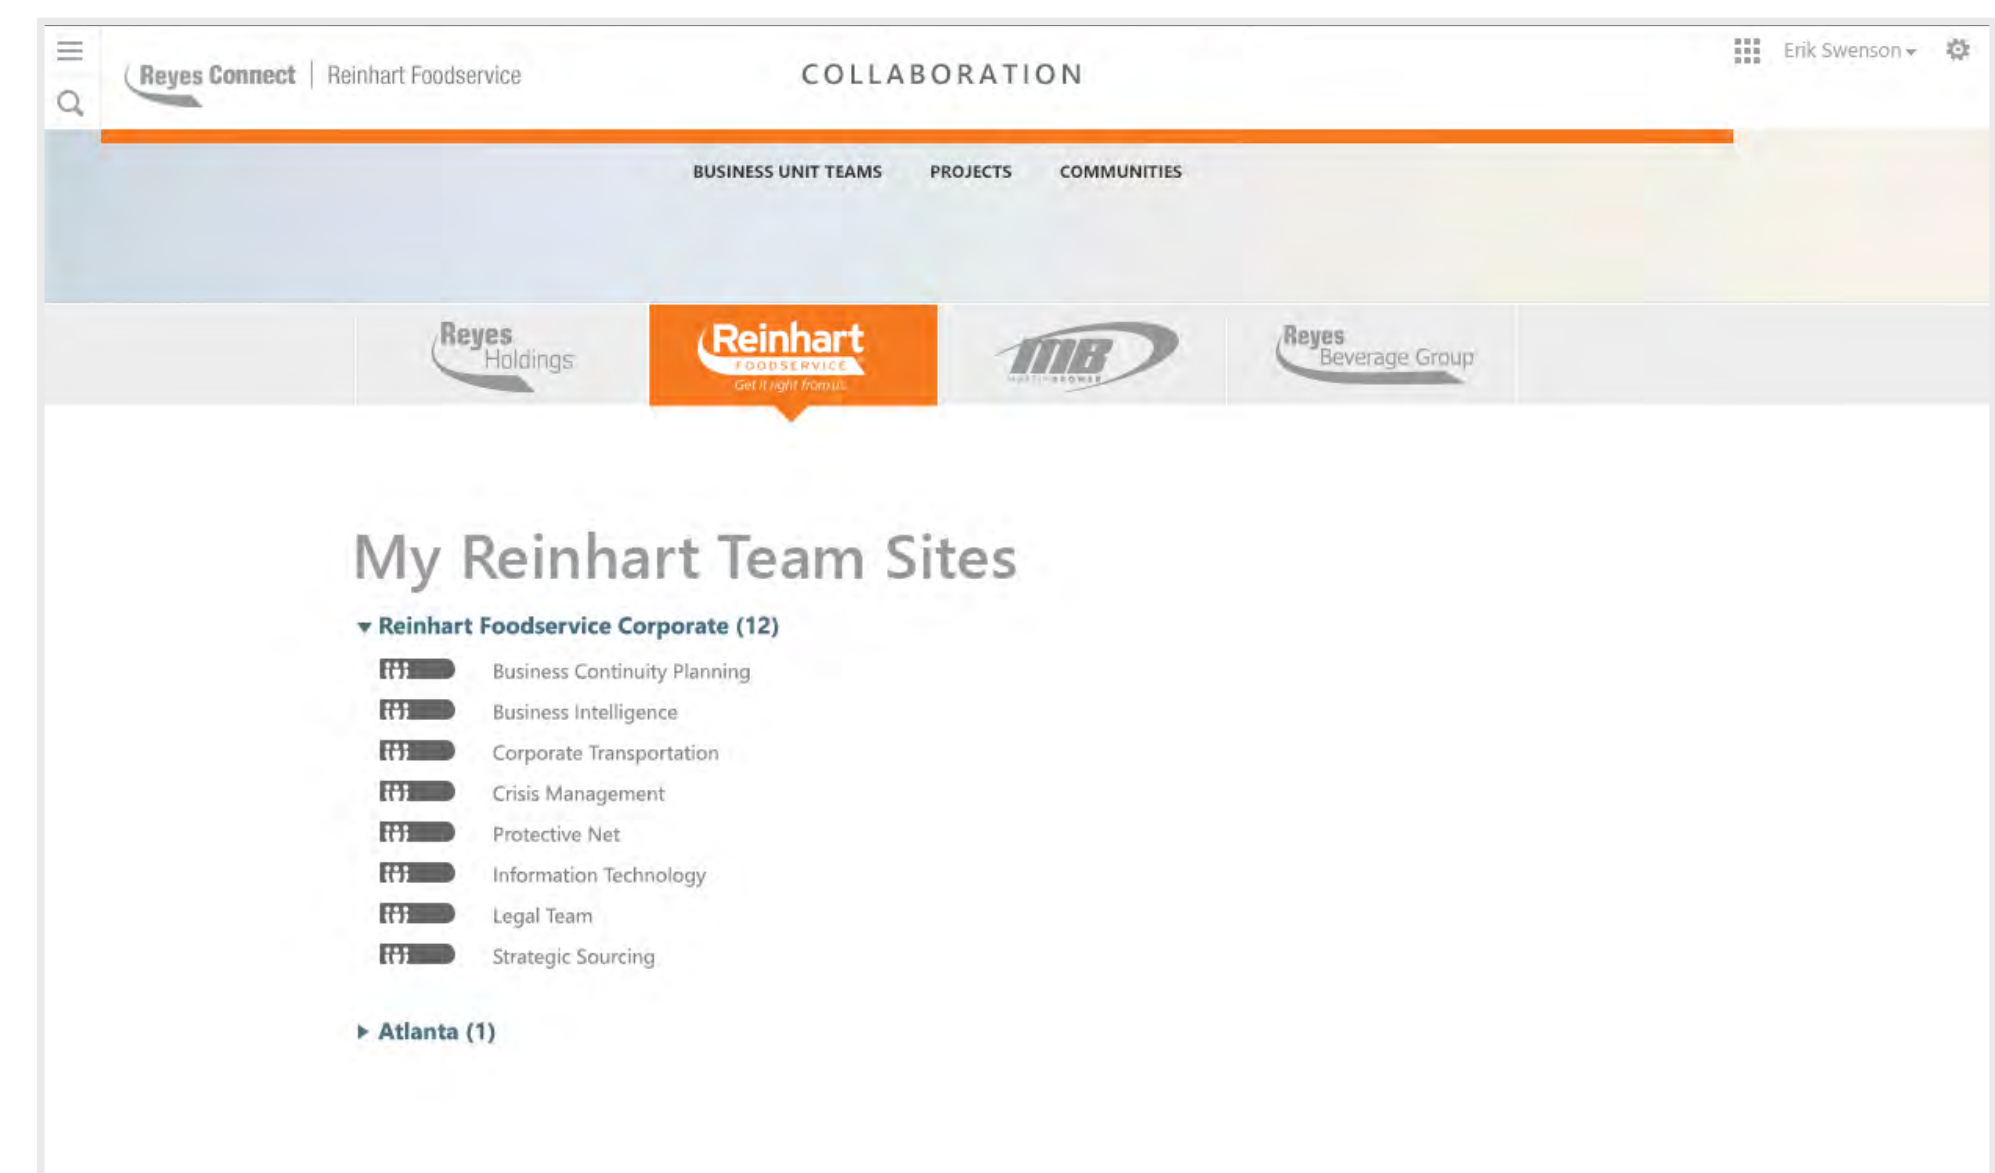 Reyes Connect | Reinhart Foodservice
COLLABORATION
Erik Swenson
BUSINESS UNIT TEAMS PROJECTS COMMUNITIES
Reyes
Holdings
Reinhart
FOODSERVICE
Get it right from us.
MB
MARTIN BROWER
Reyes
Beverage Group
My Reinhart Team Sites
Reinhart Foodservice Corporate (12)
Business Continuity Planning
Business Intelligence
Corporate Transportation
Crisis Management
Protective Net
Information Technology
Legal Team
Strategic Sourcing
Atlanta (1)